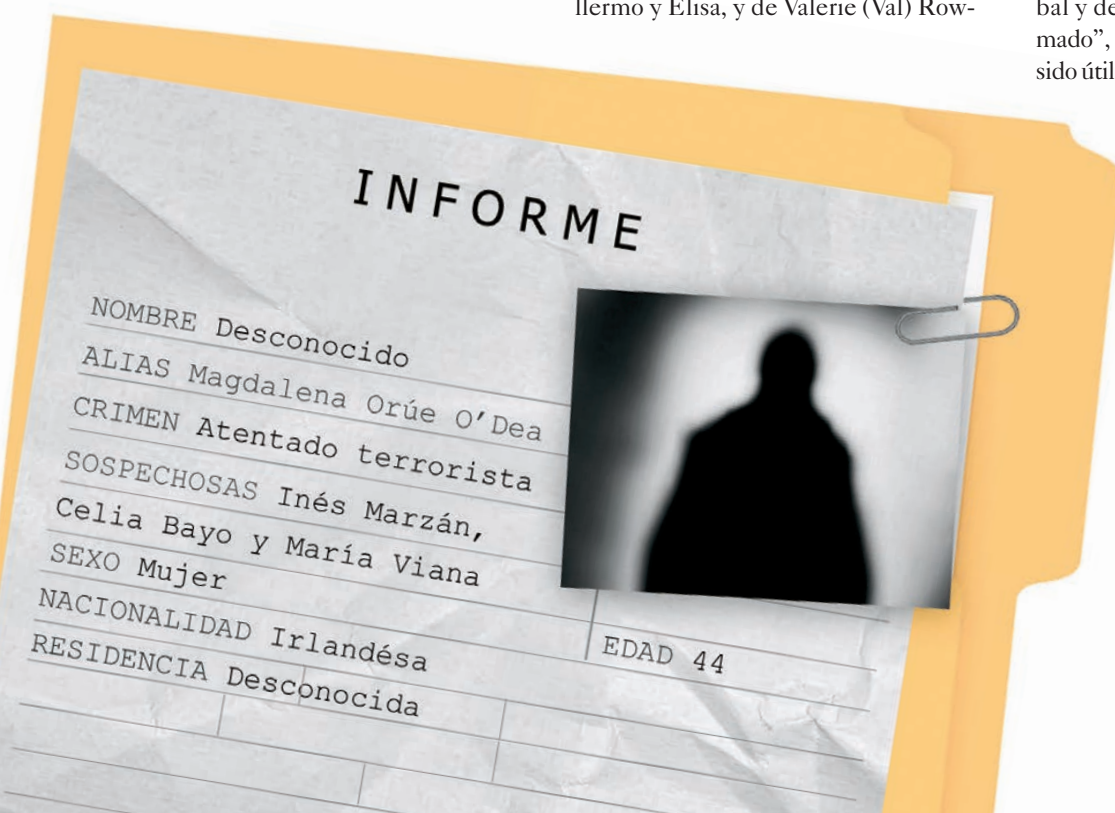 llermo y Elisa, y de Valerie (Val) Row-
bal y de
mado”,
sido útil
INFORME
NOMBRE Desconocido
ALIAS Magdalena Orúe O’Dea
CRIMEN Atentado terrorista
SOSPECHOSAS Inés Marzán,
Celia Bayo y María Viana
SEXO Mujer
NACIONALIDAD Irlandésa
EDAD 44
RESIDENCIA Desconocida